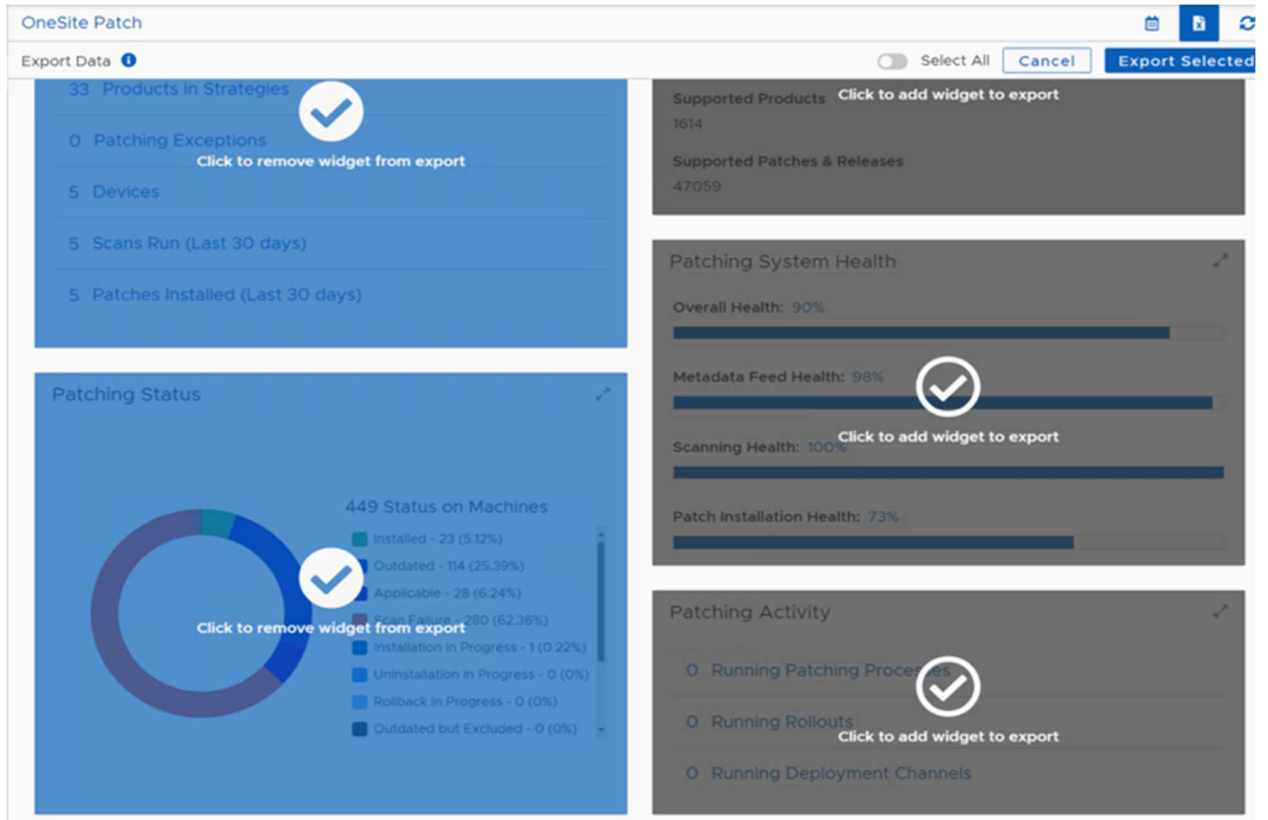 OneSite Patch
Export Data
Select All
Cancel
Export Selected
33 Products in Strategies
0 Patching Exceptions
Click to remove widget from export
5 Devices
5 Scans Run (Last 30 days)
5 Patches Installed (Last 30 days)
Patching Status
449 Status on Machines
Installed - 23 (5.12%)
Outdated - 114 (25.39%)
Applicable - 28 (6.24%)
Scan Failure - 280 (62.36%)
Click to remove widget from export
Installation in Progress - 1 (0.22%)
Uninstallation in Progress - 0 (0%)
Rollback in Progress - 0 (0%)
Outdated but Excluded - 0 (0%)
Supported Products
Click to add widget to export
1614
Supported Patches & Releases
47059
Patching System Health
Overall Health: 90%
Metadata Feed Health: 98%
Click to add widget to export
Scanning Health: 100%
Patch Installation Health: 73%
Patching Activity
0 Running Patching Processes
0 Running Rollouts
Click to add widget to export
0 Running Deployment Channels